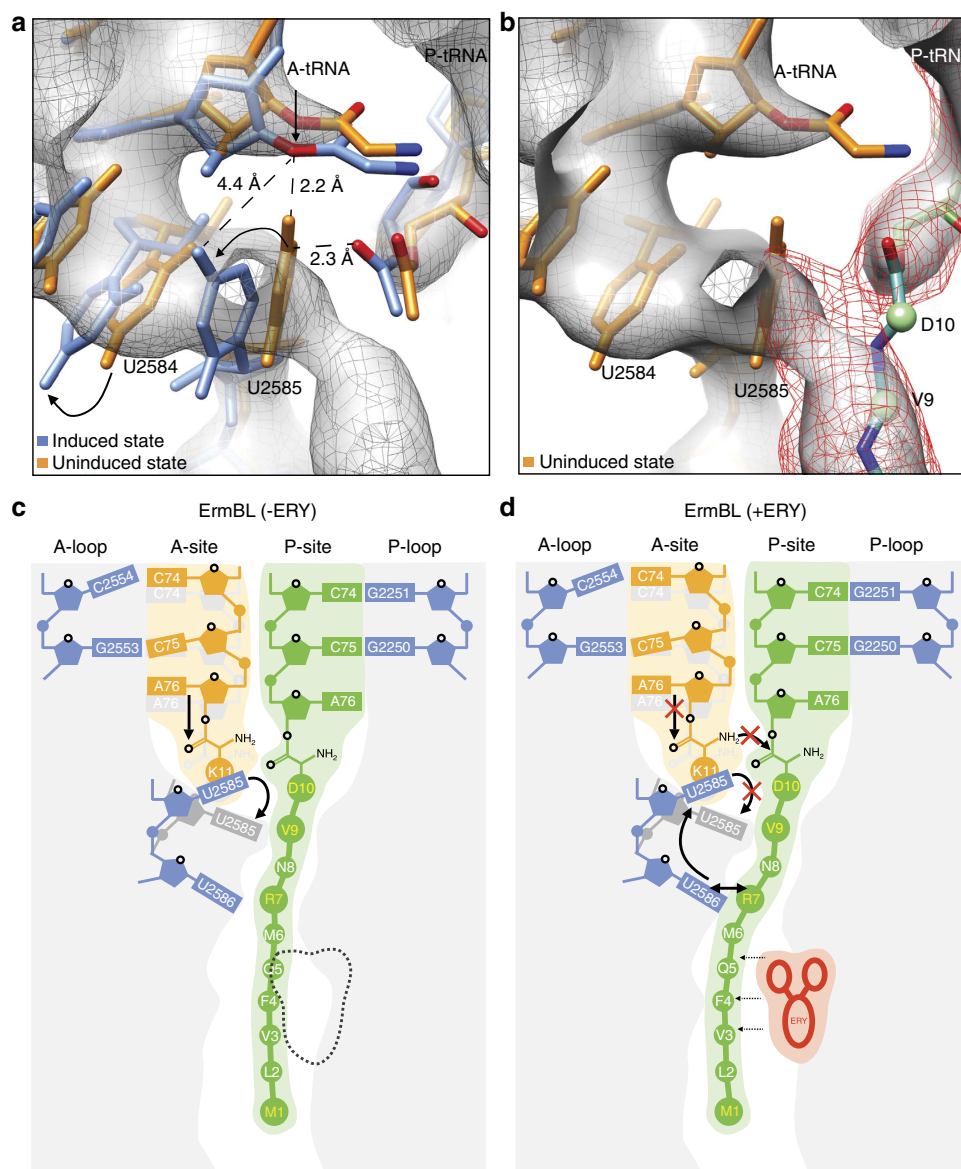 a
A-tRNA
P-tRNA
4.4 Å
2.2 Å
2.3 Å
U2584
U2585
Induced state
Uninduced state
b
A-tRNA
P-tRN
D10
V9
U2584
U2585
Uninduced state
c
ErmBL (-ERY)
A-loop
A-site
P-site
P-loop
C2554
C74
C74
C74
G2251
G2553
C75
C75
G2250
A76
A76
A76
NH2
NH2
K11
U2585
D10
U2585
V9
N8
U2586
R7
M6
Q5
F4
V3
L2
M1
d
ErmBL (+ERY)
A-loop
A-site
P-site
P-loop
C2554
C74
C74
C74
G2251
G2553
C75
C75
G2250
A76
A76
A76
NH2
NH2
K11
U2585
D10
U2585
V9
N8
U2586
R7
M6
Q5
F4
ERY
V3
L2
M1